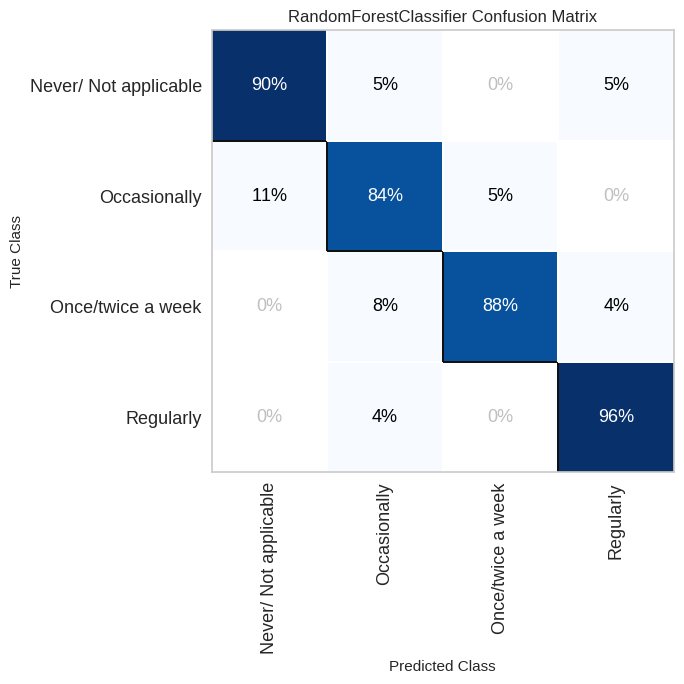 RandomForestClassifier Confusion Matrix
True Class
Never/ Not applicable 90% 5% 0% 5%
Occasionally 11% 84% 5% 0%
Once/twice a week 0% 8% 88% 4%
Regularly 0% 4% 0% 96%
Never/ Not applicable
Occasionally
Once/twice a week
Regularly
Predicted Class